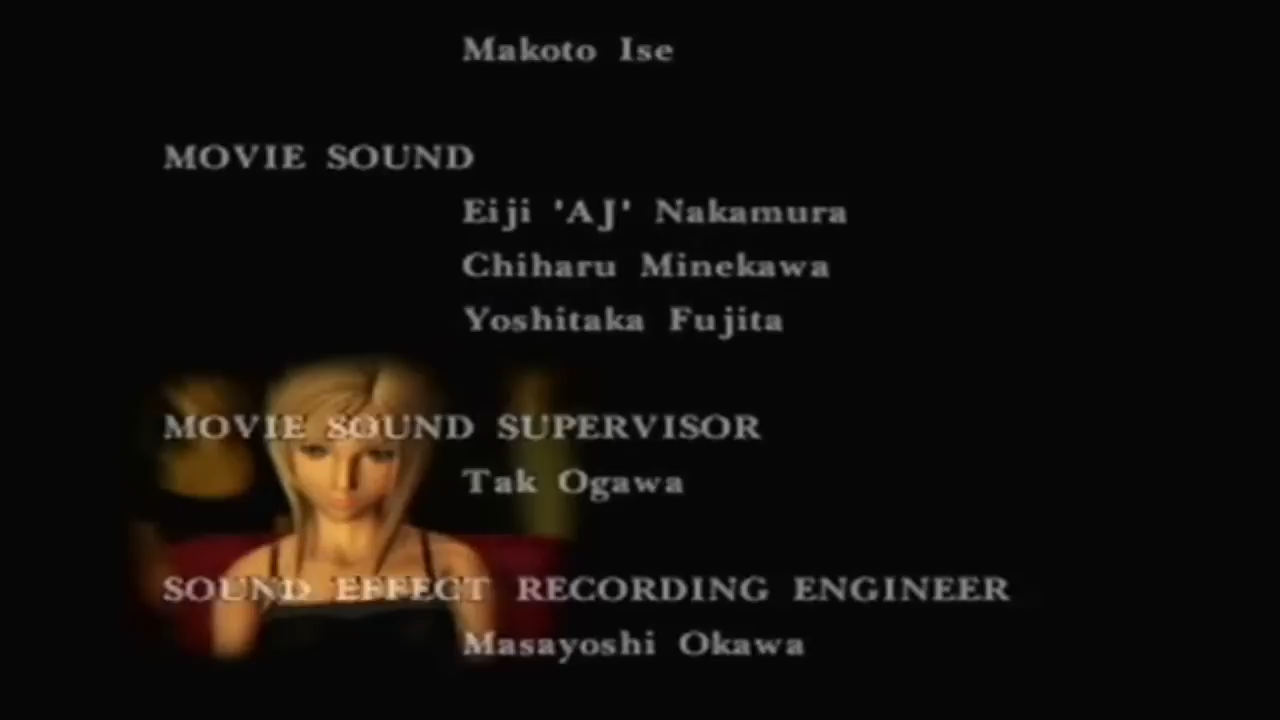 Makoto Ise
MOVIE SOUND
Eiji 'AJ' Nakamura
Chiharu Minekawa
Yoshitaka Fujita
MOVIE SOUND SUPERVISOR
Tak Ogawa
SOUND EFFECT RECORDING ENGINEER
Masayoshi Okawa